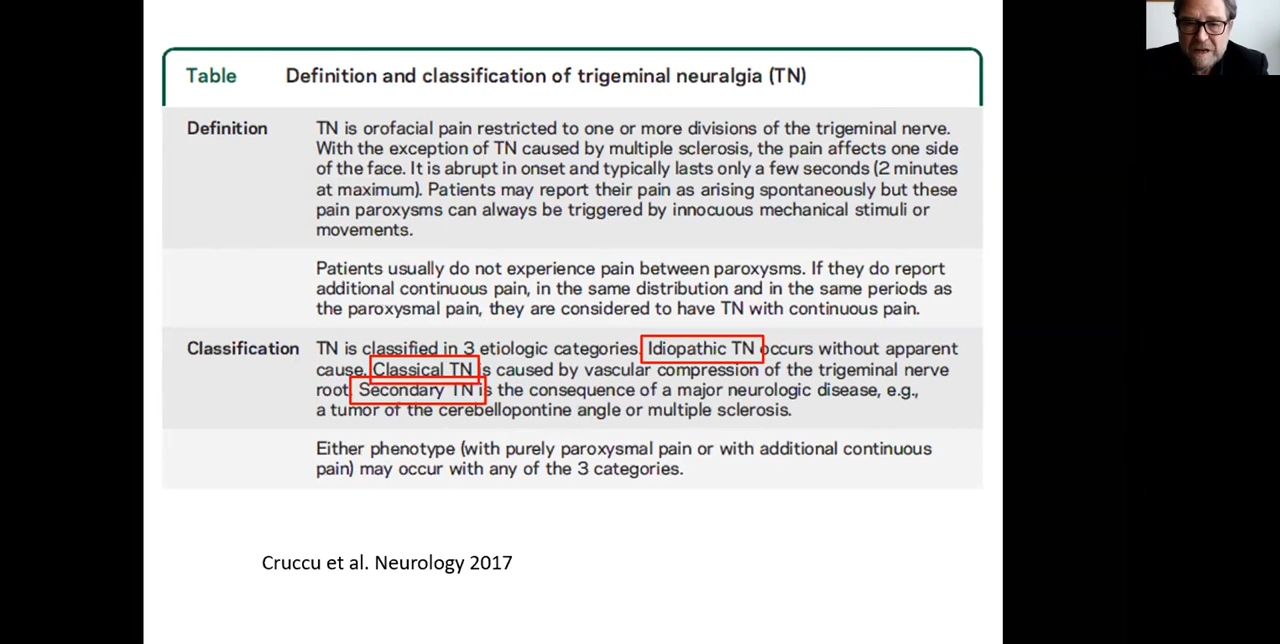 Table Definition and classification of trigeminal neuralgia (TN)
Definition TN is orofacial pain restricted to one or more divisions of the trigeminal nerve.
With the exception of TN caused by multiple sclerosis, the pain affects one side
of the face. It is abrupt in onset and typically lasts only a few seconds (2 minutes
at maximum). Patients may report their pain as arising spontaneously but these
pain paroxysms can always be triggered by innocuous mechanical stimuli or
movements.
Patients usually do not experience pain between paroxysms. If they do report
additional continuous pain, in the same distribution and in the same periods as
the paroxysmal pain, they are considered to have TN with continuous pain.
Classification TN is classified in 3 etiologic categories. Idiopathic TN occurs without apparent
cause. Classical TN is caused by vascular compression of the trigeminal nerve
root. Secondary TN is the consequence of a major neurologic disease, e.g.,
a tumor of the cerebellopontine angle or multiple sclerosis.
Either phenotype (with purely paroxysmal pain or with additional continuous
pain) may occur with any of the 3 categories.
Cruccu et al. Neurology 2017